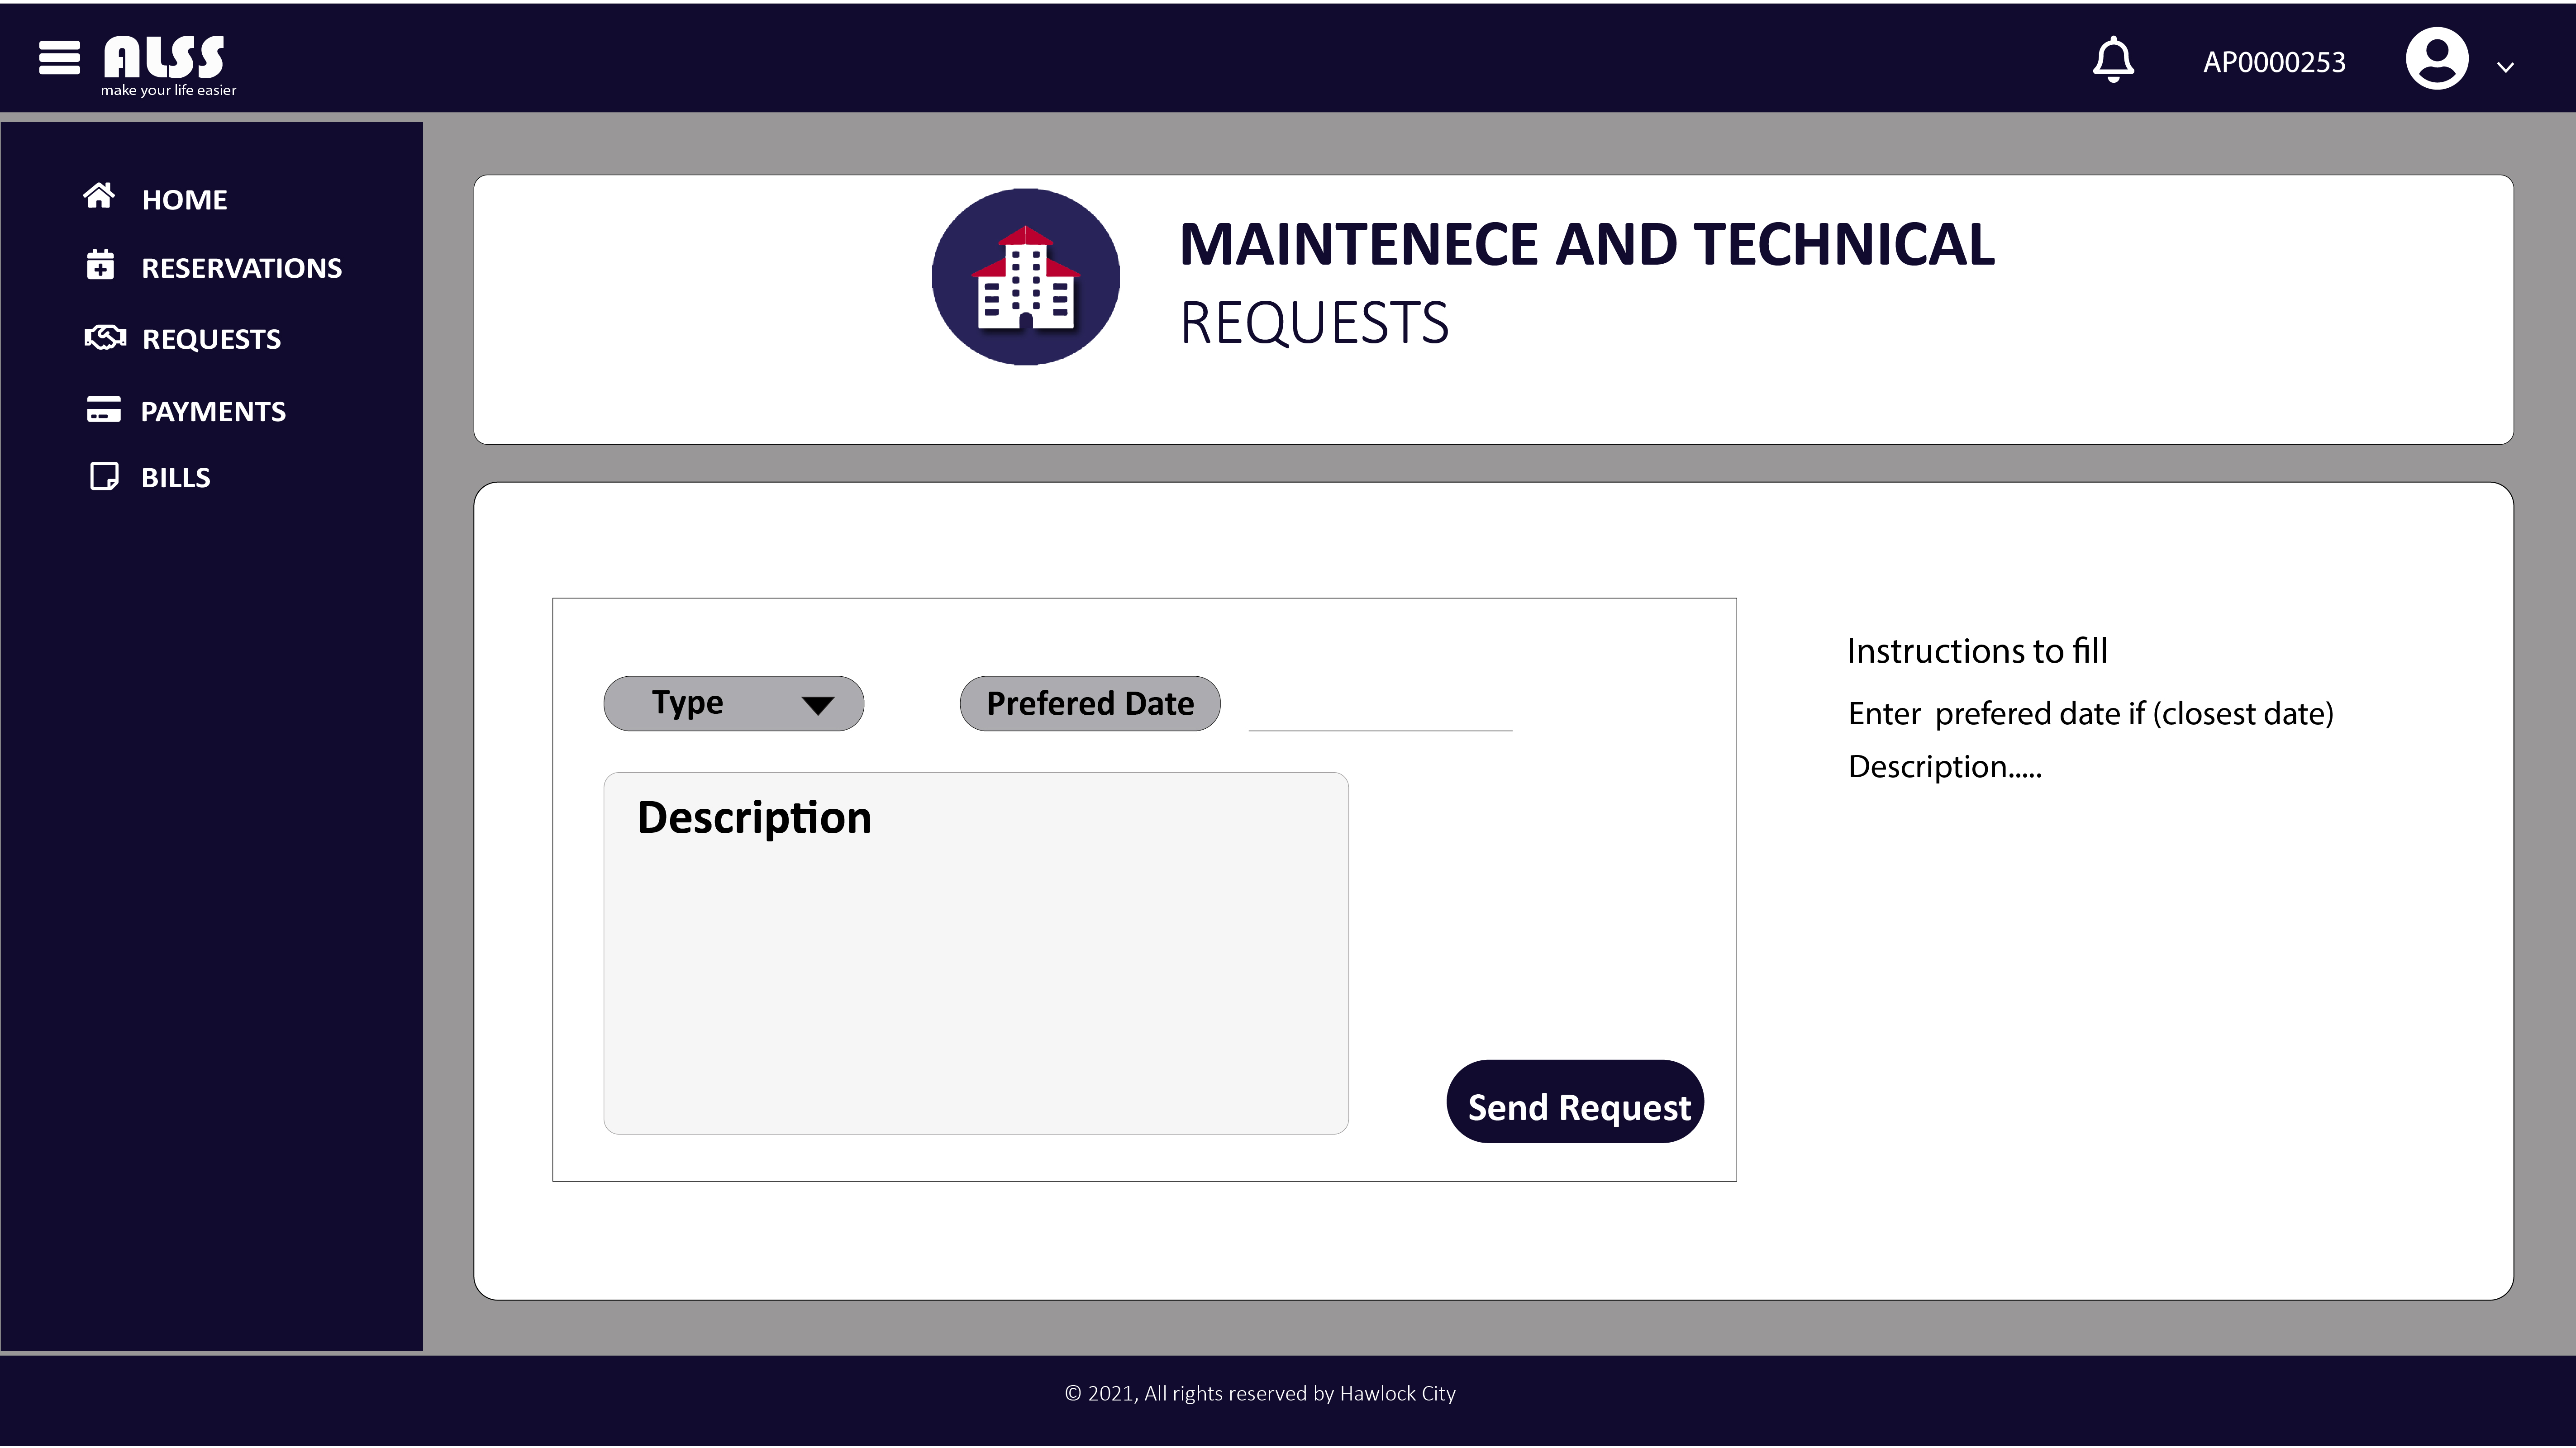 ALSS
make your life easier
AP0000253
HOME
RESERVATIONS
REQUESTS
PAYMENTS
BILLS
MAINTENECE AND TECHNICAL
REQUESTS
Type
Prefered Date
Description
Send Request
Instructions to fill
Enter prefered date if (closest date)
Description.....
© 2021, All rights reserved by Hawlock City